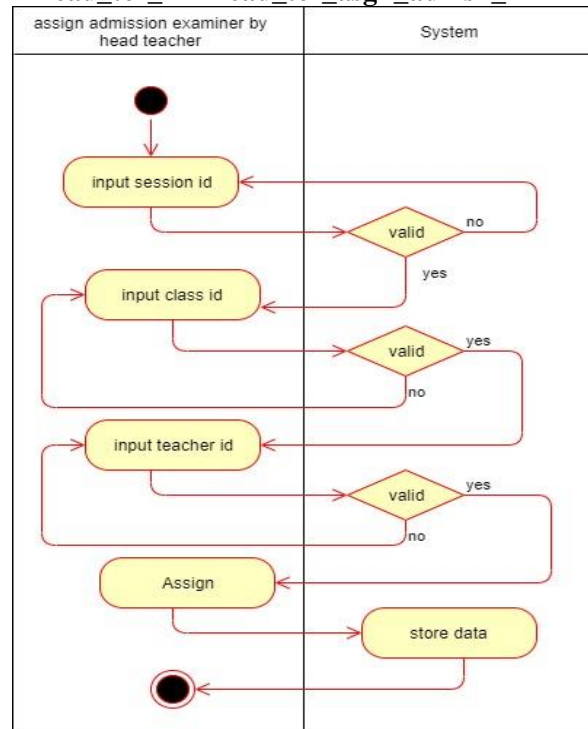 assign admission examiner by
head teacher
System
input session id
valid
no
yes
input class id
valid
yes
no
input teacher id
valid
yes
no
Assign
store data